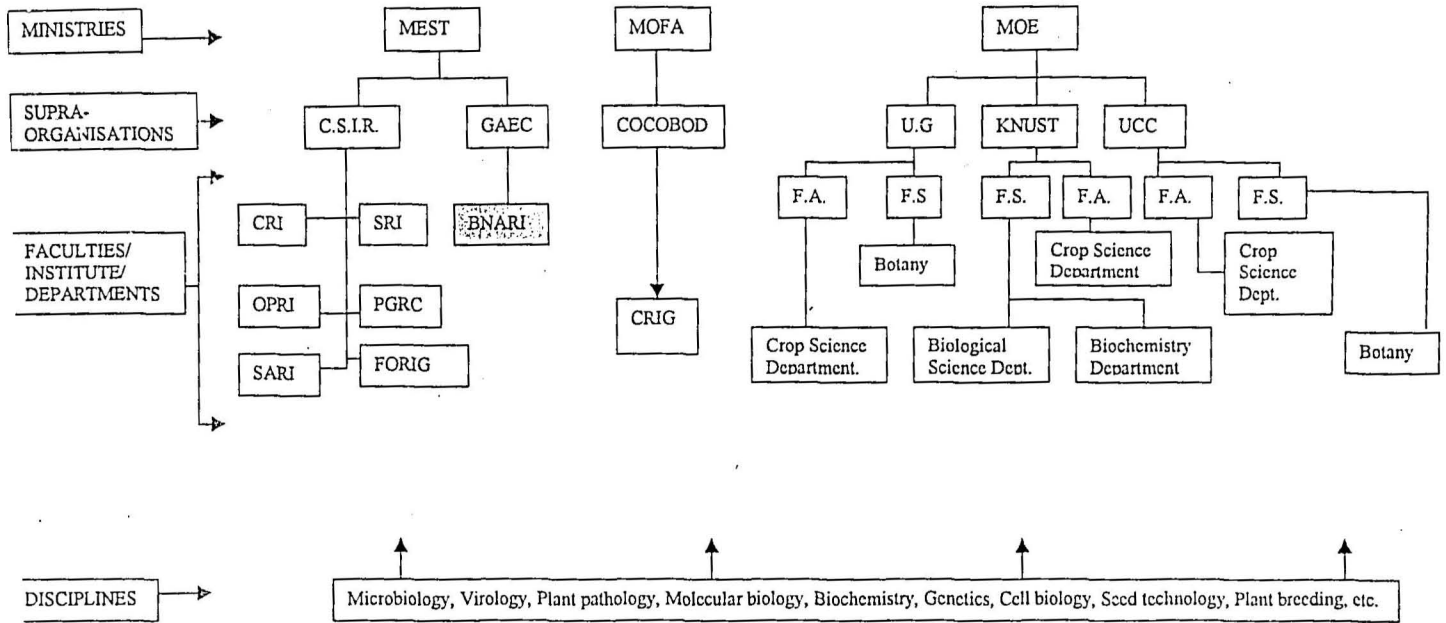 MINISTRIES
MEST
MOFA
MOE
SUPRA-
ORGANISATIONS
C.S.I.R.
GAEC
COCOBOD
U.G
KNUST
UCC
FACULTIES/
INSTITUTE/
DEPARTMENTS
CRI
SRI
BNARI
OPRI
PGRC
SARI
FORIG
CRIG
F.A.
F.S
F.S.
F.A.
F.A.
F.S.
Botany
Crop Science
Department
Crop
Science
Dept.
Crop Science
Department.
Biological
Science Dept.
Biochemistry
Department
Botany
DISCIPLINES
Microbiology, Virology, Plant pathology, Molecular biology, Biochemistry, Genetics, Cell biology, Seed technology, Plant breeding, etc.